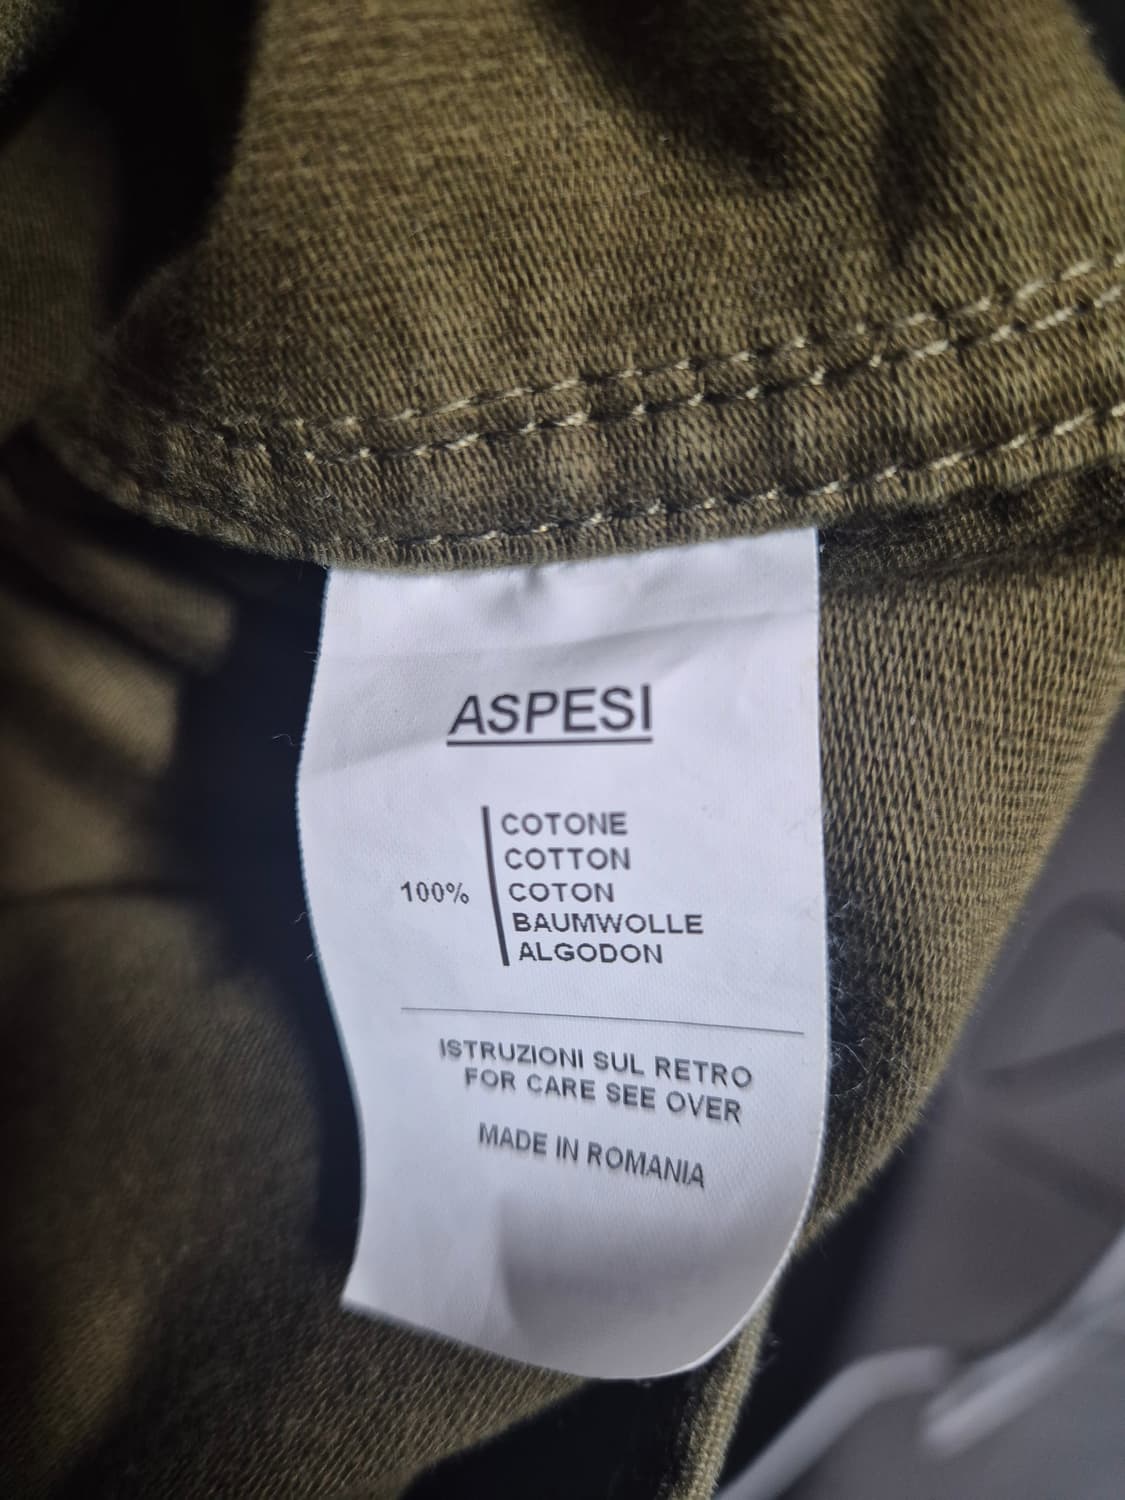 ASPESI
100%
COTONE
COTTON
COTON
BAUMWOLLE
ALGODON
ISTRUZIONI SUL RETRO
FOR CARE SEE OVER
MADE IN ROMANIA